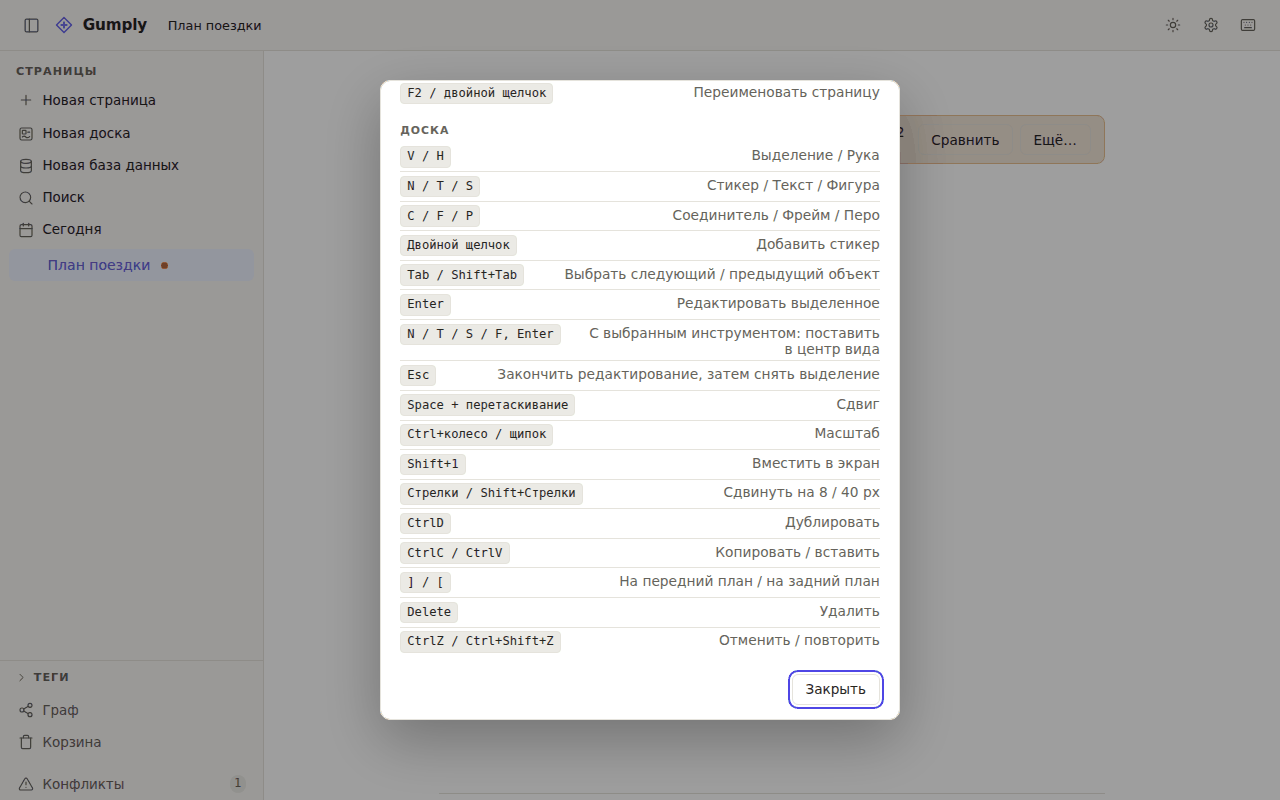 Gumply
План поездки
СТРАНИЦЫ
Новая страница
Новая доска
Новая база данных
Поиск
Сегодня
План поездки
ТЕГИ
Граф
Корзина
Конфликты 1
2 Сравнить Ещё…
F2 / двойной щелчок Переименовать страницу
ДОСКА
V / H Выделение / Рука
N / T / S Стикер / Текст / Фигура
C / F / P Соединитель / Фрейм / Перо
Двойной щелчок Добавить стикер
Tab / Shift+Tab Выбрать следующий / предыдущий объект
Enter Редактировать выделенное
N / T / S / F, Enter С выбранным инструментом: поставить
в центр вида
Esc Закончить редактирование, затем снять выделение
Space + перетаскивание Сдвиг
Ctrl+колесо / щипок Масштаб
Shift+1 Вместить в экран
Стрелки / Shift+Стрелки Сдвинуть на 8 / 40 px
CtrlD Дублировать
CtrlC / CtrlV Копировать / вставить
] / [ На передний план / на задний план
Delete Удалить
CtrlZ / Ctrl+Shift+Z Отменить / повторить
Закрыть